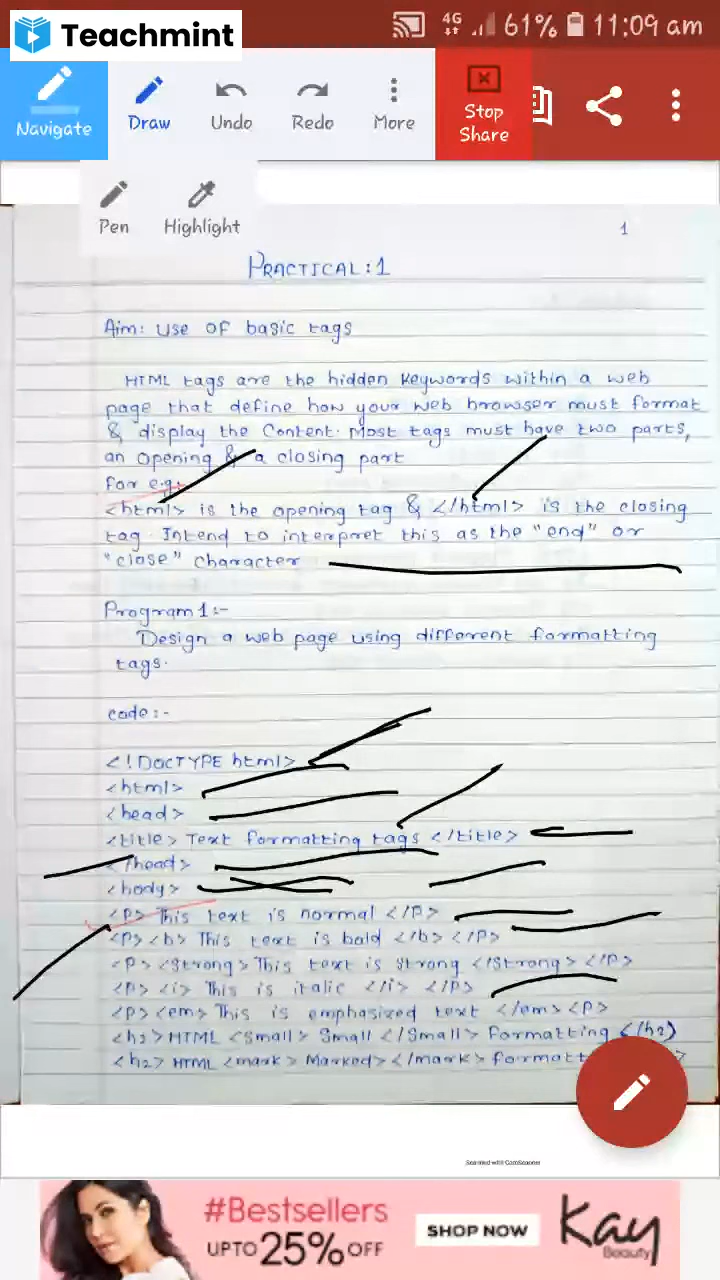 Teachmint
4G 61% 11:09 am
Navigate
Draw
Undo
Redo
More
Stop
Share
Pen
Highlight
1
PRACTICAL: 1
Aim: Use OF basic tags
HTML tags are the hidden keywords within a web
page that define how your web browser must format
& display the Content. Most tags must have two parts,
an opening & a closing part
For e.g.
<html> is the opening tag & </html> is the closing
tag. Intend to interpret this as the "end" or
"close" character
Program 1:-
Design a web page using different formatting
tags.
code:-
<!DOCTYPE html>
<html>
<head>
<title> Text formatting tags </title>
</head>
<body>
<P> This text is normal </P>
<P><b> This text is bold </b> </P>
<P> <Strong> This text is Strong </Strong> </P>
<P> <i> This is italic </i> </P>
<P> <em> This is emphasized text </em> <P>
<h2> HTML <Small> Small </Small> Formatting </h2>
<h2> HTML <mark> Marked> </mark> Formatt
Scanned with CamScanner
#Bestsellers
UPTO 25% OFF
SHOP NOW
Kay
Beauty